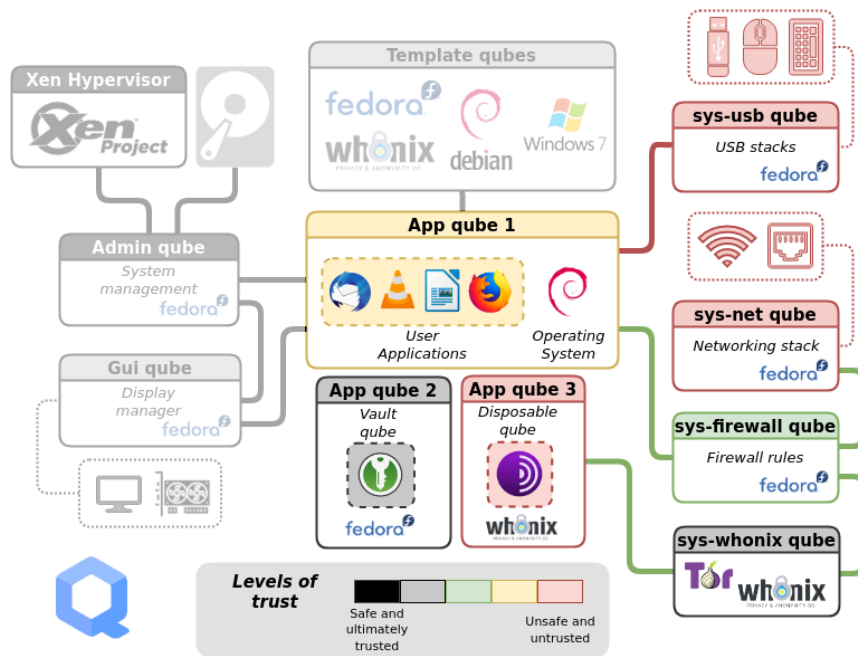 Xen Hypervisor
Xen
Project
Template qubes
fedora
whonix
PRIVACY & ANONYMITY OS
debian
Windows 7
sys-usb qube
USB stacks
fedora
Admin qube
System
management
fedora
App qube 1
User
Applications
Operating
System
sys-net qube
Networking stack
fedora
Gui qube
Display
manager
fedora
App qube 2
Vault
qube
fedora
App qube 3
Disposable
qube
whonix
PRIVACY & ANONYMITY OS
sys-firewall qube
Firewall rules
fedora
sys-whonix qube
Tor
whonix
PRIVACY & ANONYMITY OS
Levels of
trust
Safe and
ultimately
trusted
Unsafe and
untrusted